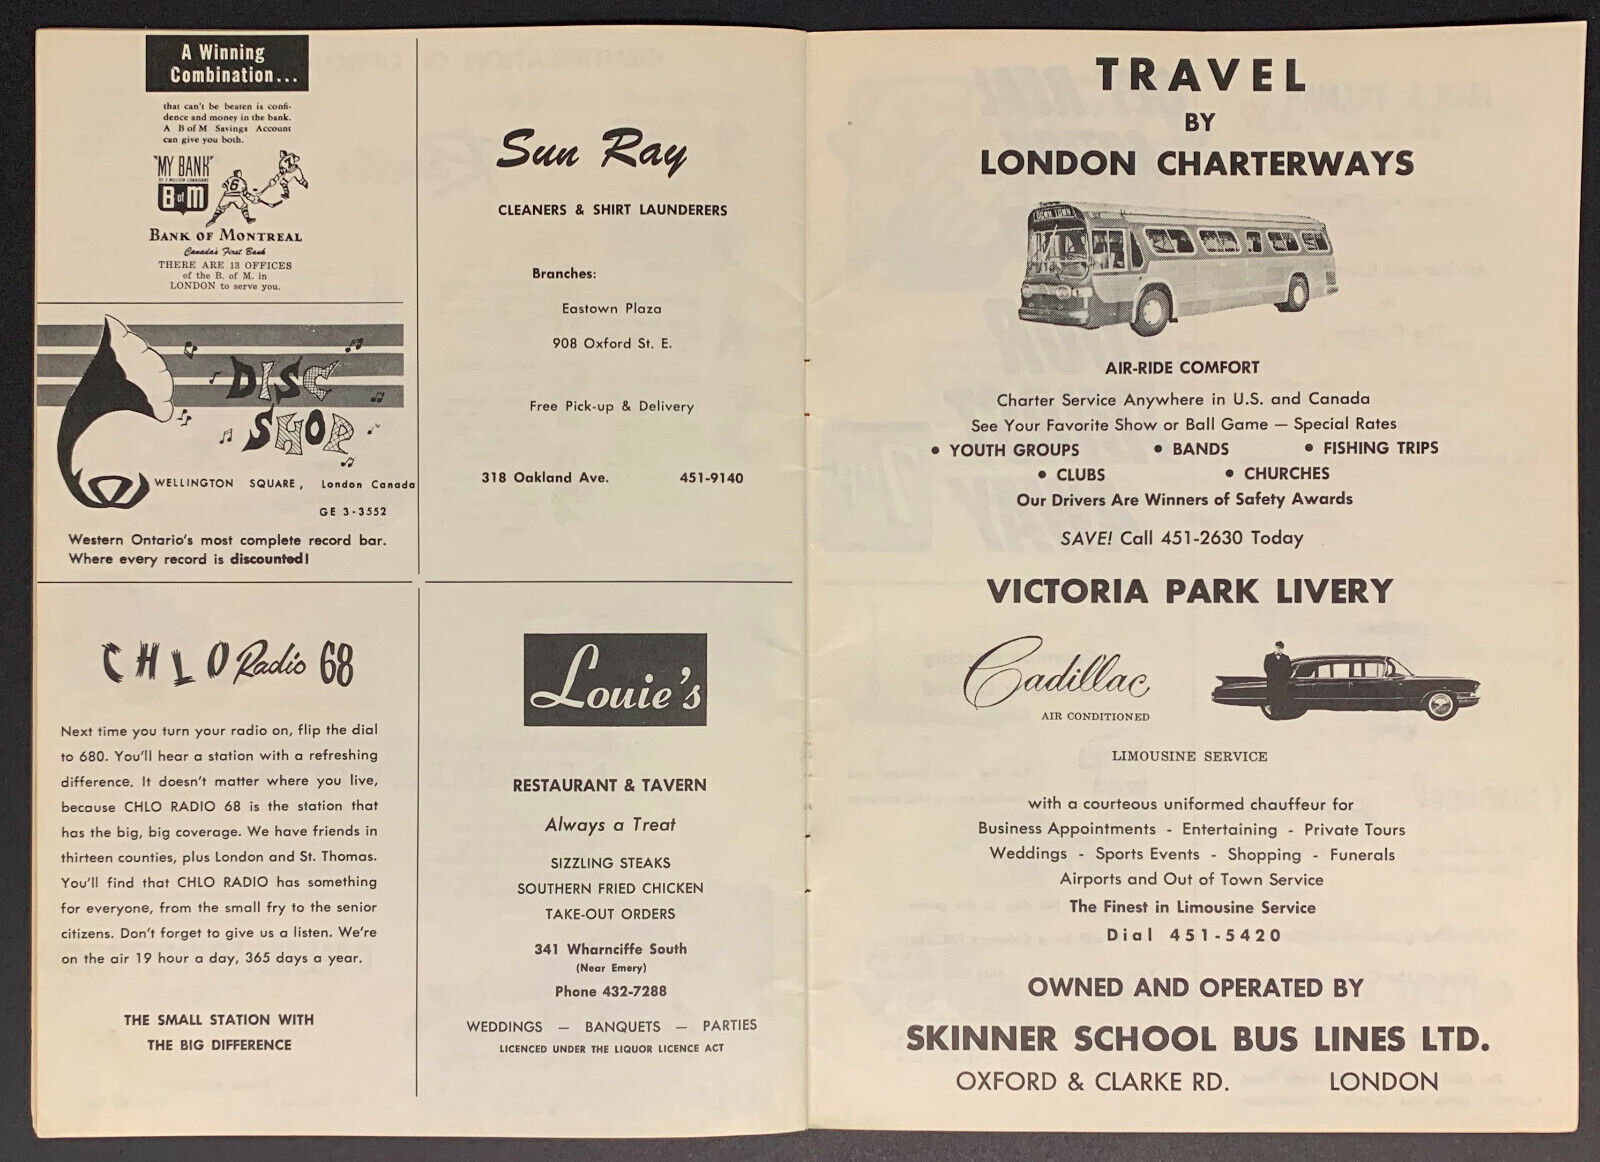 A Winning
Combination...
that can't be beaten is confi-
dence and money in the bank.
A B of M Savings Account
can give you both.
"MY BANK"
TO 3 MILLION CANADIANS
B of M
6
BANK OF MONTREAL
Canada's First Bank
THERE ARE 13 OFFICES
of the B. of M. in
LONDON to serve you.
DISC
SHOP
WELLINGTON SQUARE, London Canada
GE 3-3552
Western Ontario's most complete record bar.
Where every record is discounted!
Sun Ray
CLEANERS & SHIRT LAUNDERERS
Branches:
Eastown Plaza
908 Oxford St. E.
Free Pick-up & Delivery
318 Oakland Ave. 451-9140
CHLO Radio 68
Next time you turn your radio on, flip the dial
to 680. You'll hear a station with a refreshing
difference. It doesn't matter where you live,
because CHLO RADIO 68 is the station that
has the big, big coverage. We have friends in
thirteen counties, plus London and St. Thomas.
You'll find that CHLO RADIO has something
for everyone, from the small fry to the senior
citizens. Don't forget to give us a listen. We're
on the air 19 hour a day, 365 days a year.
THE SMALL STATION WITH
THE BIG DIFFERENCE
Louie's
RESTAURANT & TAVERN
Always a Treat
SIZZLING STEAKS
SOUTHERN FRIED CHICKEN
TAKE-OUT ORDERS
341 Wharnciffe South
(Near Emery)
Phone 432-7288
WEDDINGS — BANQUETS — PARTIES
LICENCED UNDER THE LIQUOR LICENCE ACT
TRAVEL
BY
LONDON CHARTERWAYS
DOWN TOWN
AIR-RIDE COMFORT
Charter Service Anywhere in U.S. and Canada
See Your Favorite Show or Ball Game — Special Rates
• YOUTH GROUPS • BANDS • FISHING TRIPS
• CLUBS • CHURCHES
Our Drivers Are Winners of Safety Awards
SAVE! Call 451-2630 Today
VICTORIA PARK LIVERY
Cadillac
AIR CONDITIONED
LIMOUSINE SERVICE
with a courteous uniformed chauffeur for
Business Appointments - Entertaining - Private Tours
Weddings - Sports Events - Shopping - Funerals
Airports and Out of Town Service
The Finest in Limousine Service
Dial 451-5420
OWNED AND OPERATED BY
SKINNER SCHOOL BUS LINES LTD.
OXFORD & CLARKE RD. LONDON